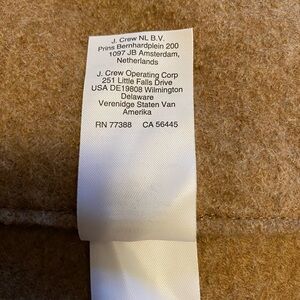 J. Crew NL B.V.
Prins Bernhardplein 200
1097 JB Amsterdam,
Netherlands
J. Crew Operating Corp
251 Little Falls Drive
USA DE19808 Wilmington
Delaware
Verenidge Staten Van
Amerika
RN 77388 CA 56445